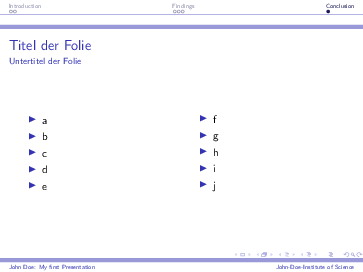 Introduction
Findings
Conclusion
Titel der Folie
Untertitel der Folie
a
b
c
d
e
f
g
h
i
j
John Doe: My first Presentation
John-Doe-Institute of Science